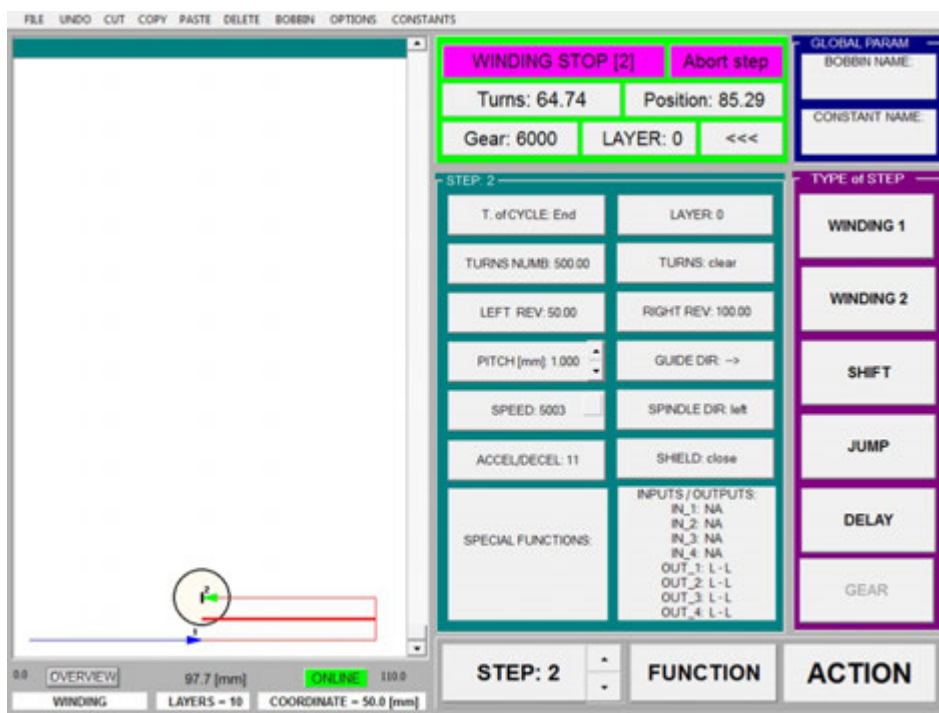 FILE UNDO CUT COPY PASTE DELETE BOBBIN OPTIONS CONSTANTS
WINDING STOP [2] Abort step
Turns: 64.74 Position: 85.29
Gear: 6000 LAYER: 0 <<<
GLOBAL PARAM
BOBBIN NAME:
CONSTANT NAME:
STEP: 2
T. of CYCLE: End LAYER: 0
TURNS NUMB: 500.00 TURNS: clear
LEFT REV: 50.00 RIGHT REV: 100.00
PITCH [mm]: 1.000 GUIDE DIR: -->
SPEED: 5003 SPINDLE DIR: left
ACCEL/DECEL: 11 SHIELD: close
SPECIAL FUNCTIONS:
INPUTS / OUTPUTS:
IN_1: NA
IN_2: NA
IN_3: NA
IN_4: NA
OUT_1: L - L
OUT_2: L - L
OUT_3: L - L
OUT_4: L - L
TYPE of STEP
WINDING 1
WINDING 2
SHIFT
JUMP
DELAY
GEAR
2
1
0.0 OVERVIEW 97.7 [mm] ONLINE 110.0
WINDING LAYERS = 10 COORDINATE = 50.0 [mm]
STEP: 2 FUNCTION ACTION